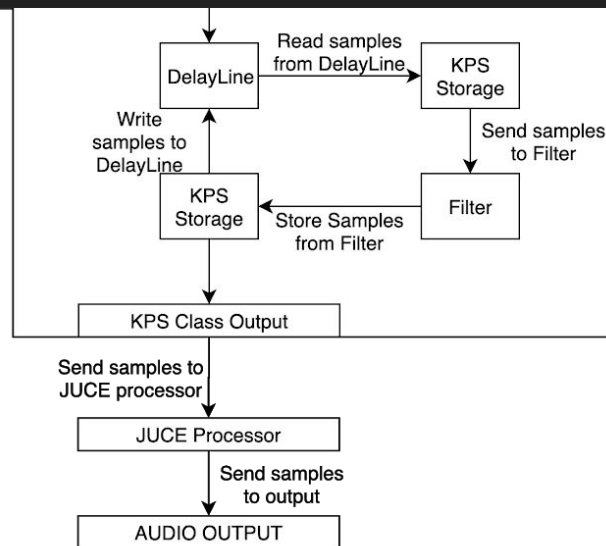 Read samples
from DelayLine
DelayLine
KPS
Storage
Write
samples to
DelayLine
Send samples
to Filter
KPS
Storage
Store Samples
from Filter
Filter
KPS Class Output
Send samples to
JUCE processor
JUCE Processor
Send samples
to output
AUDIO OUTPUT